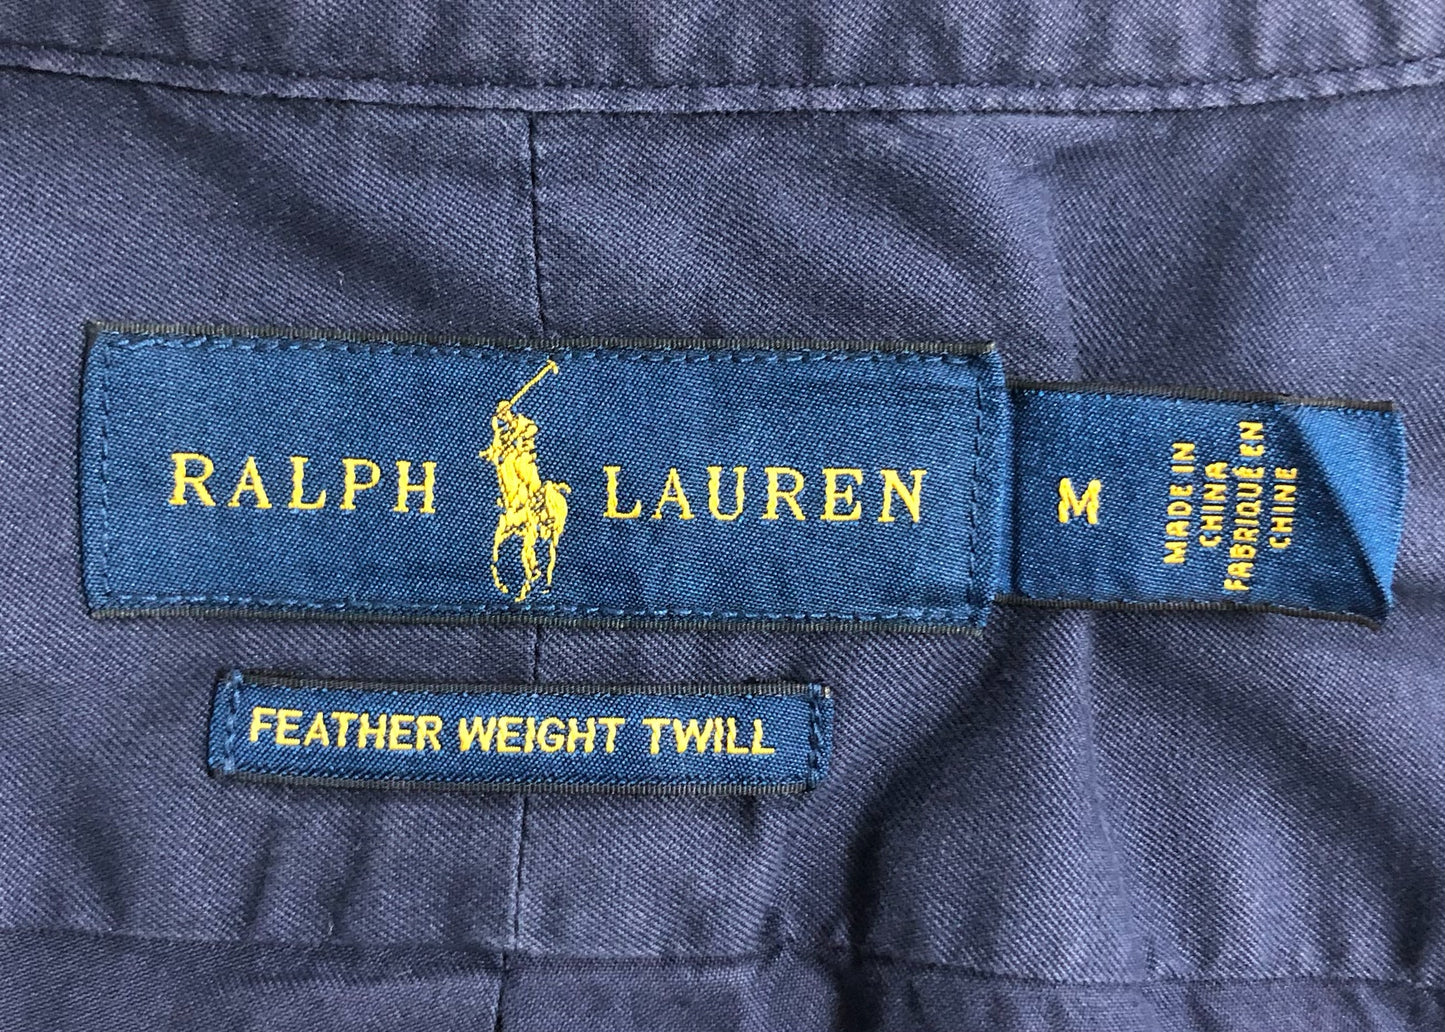 RALPH LAUREN
M
MADE IN
CHINA
FABRIQUÉ EN
CHINE
FEATHER WEIGHT TWILL